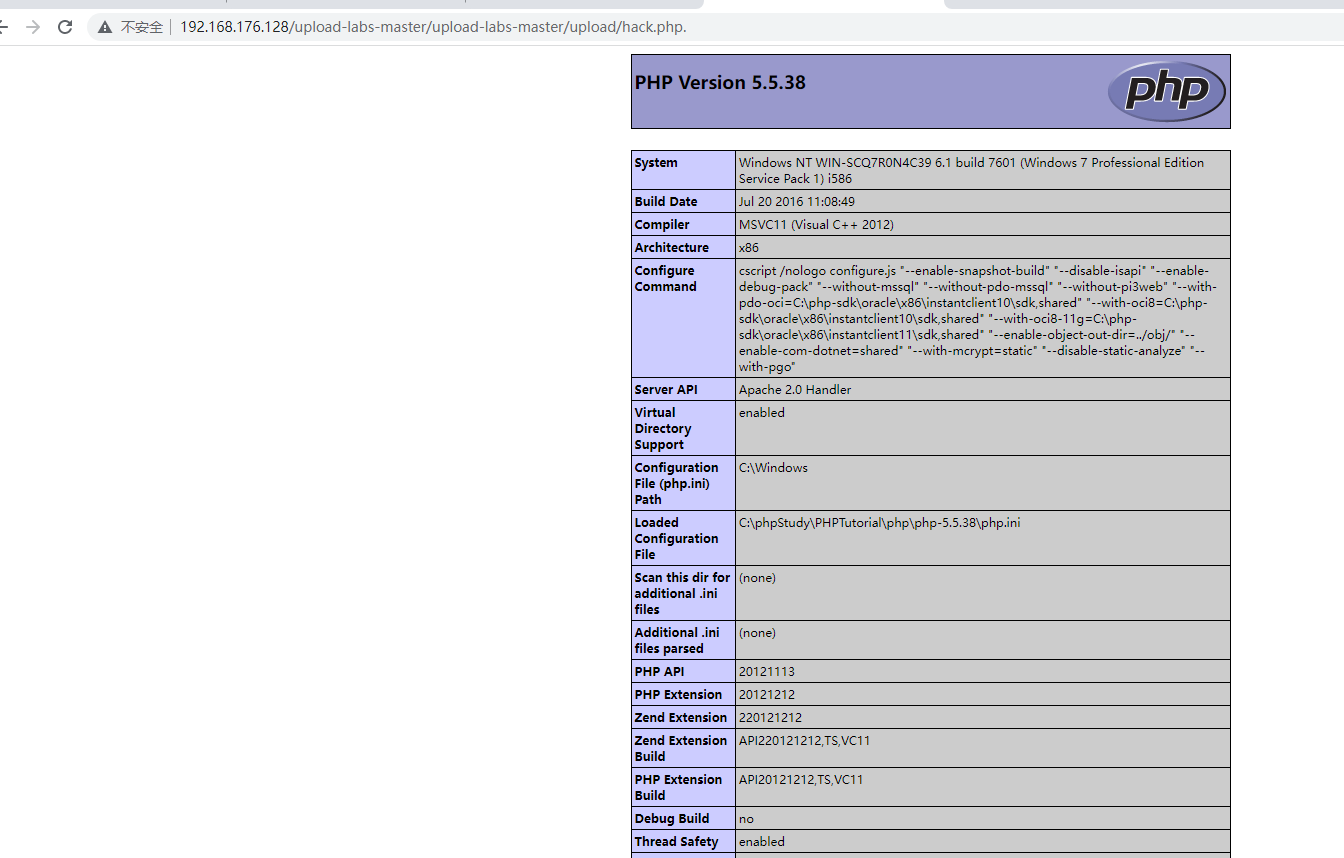 不安全 192.168.176.128/upload-labs-master/upload-labs-master/upload/hack.php.
PHP Version 5.5.38
php
System
Windows NT WIN-SCQ7R0N4C39 6.1 build 7601 (Windows 7 Professional Edition
Service Pack 1) i586
Build Date
Jul 20 2016 11:08:49
Compiler
MSVC11 (Visual C++ 2012)
Architecture
x86
Configure
Command
cscript /nologo configure.js "--enable-snapshot-build" "--disable-isapi" "--enable-
debug-pack" "--without-mssql" "--without-pdo-mssql" "--without-pi3web" "--with-
pdo-oci=C:\php-sdk\oracle\x86\instantclient10\sdk,shared" "--with-oci8=C:\php-
sdk\oracle\x86\instantclient10\sdk,shared" "--with-oci8-11g=C:\php-
sdk\oracle\x86\instantclient11\sdk,shared" "--enable-object-out-dir=../obj/" "--
enable-com-dotnet=shared" "--with-mcrypt=static" "--disable-static-analyze" "--
with-pgo"
Server API
Apache 2.0 Handler
Virtual
Directory
Support
enabled
Configuration
File (php.ini)
Path
C:\Windows
Loaded
Configuration
File
C:\phpStudy\PHPTutorial\php\php-5.5.38\php.ini
Scan this dir for
additional .ini
files
(none)
Additional .ini
files parsed
(none)
PHP API
20121113
PHP Extension
20121212
Zend Extension
220121212
Zend Extension
Build
API220121212,TS,VC11
PHP Extension
Build
API20121212,TS,VC11
Debug Build
no
Thread Safety
enabled